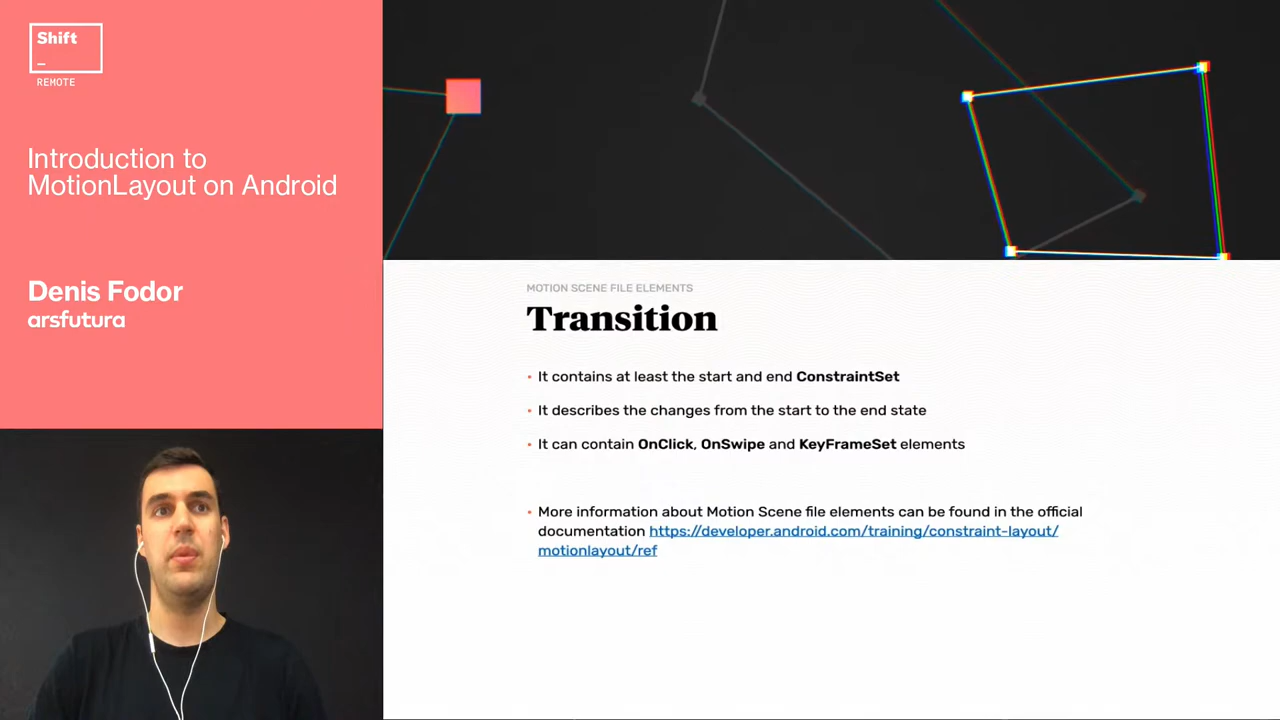 Shift
_
REMOTE
Introduction to
MotionLayout on Android
Denis Fodor
arsfutura
MOTION SCENE FILE ELEMENTS
Transition
• It contains at least the start and end ConstraintSet
• It describes the changes from the start to the end state
• It can contain OnClick, OnSwipe and KeyFrameSet elements
• More information about Motion Scene file elements can be found in the official
documentation https://developer.android.com/training/constraint-layout/
motionlayout/ref